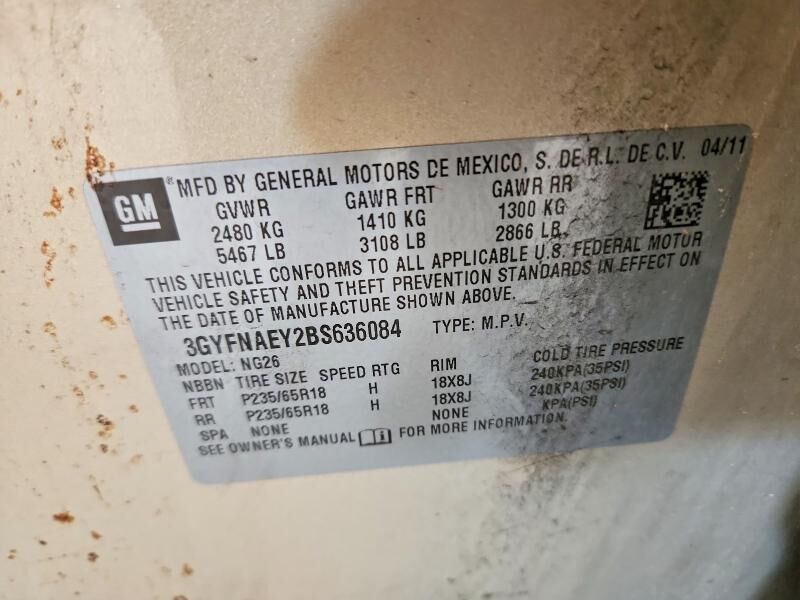 GM ® MFD BY GENERAL MOTORS DE MEXICO, S. DE R.L. DE C.V. 04/11
GVWR GAWR FRT GAWR RR
2480 KG 1410 KG 1300 KG
5467 LB 3108 LB 2866 LB
THIS VEHICLE CONFORMS TO ALL APPLICABLE U.S. FEDERAL MOTOR
VEHICLE SAFETY AND THEFT PREVENTION STANDARDS IN EFFECT ON
THE DATE OF MANUFACTURE SHOWN ABOVE.
3GYFNAEY2BS636084 TYPE: M.P.V.
MODEL: NG26
NBBN TIRE SIZE SPEED RTG RIM COLD TIRE PRESSURE
FRT P235/65R18 H 18X8J 240KPA(35PSI)
RR P235/65R18 H 18X8J 240KPA(35PSI)
SPA NONE NONE KPA(PSI)
SEE OWNER'S MANUAL FOR MORE INFORMATION.